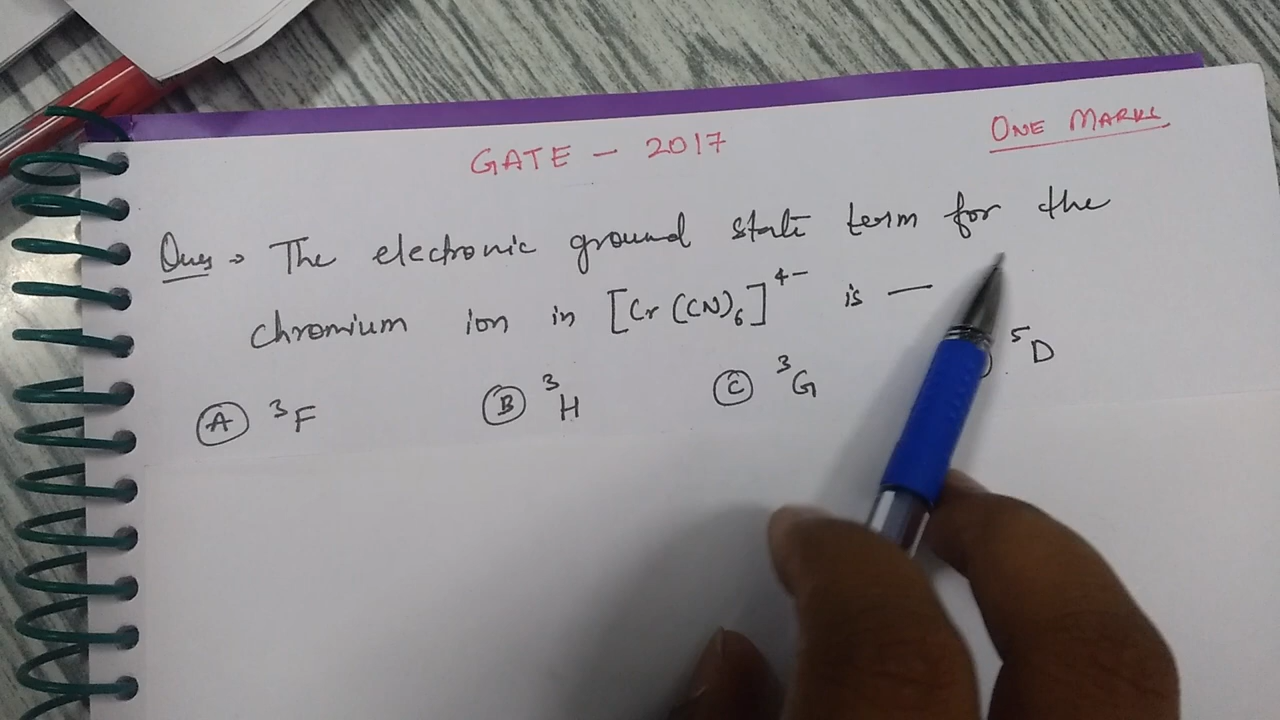 GATE - 2017
ONE MARKS
Ques → The electronic ground state term for the
chromium ion in [Cr(CN)₆]⁴⁻ is —
(A) ³F (B) ³H (C) ³G ) ⁵D